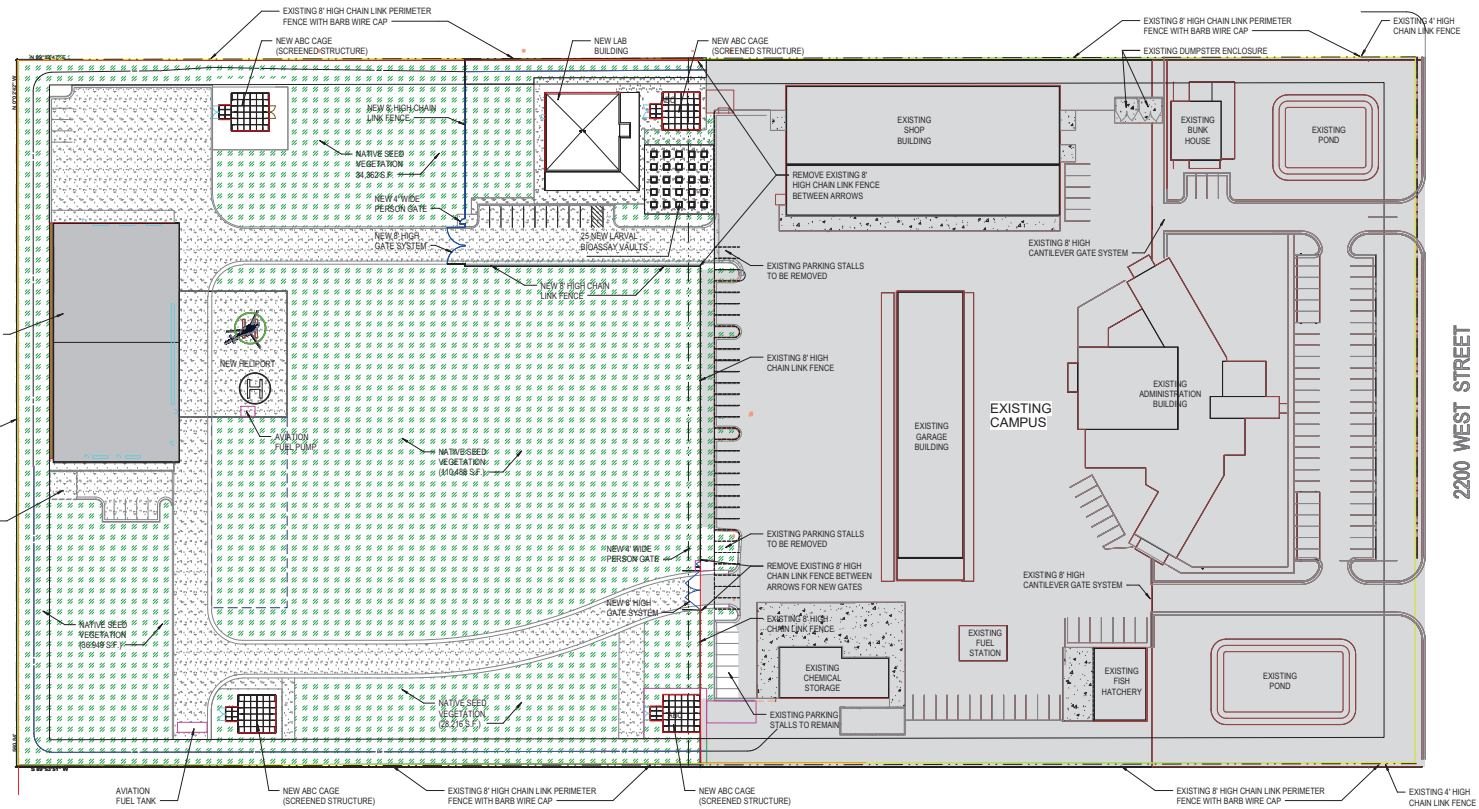 EXISTING 8' HIGH CHAIN LINK PERIMETER
FENCE WITH BARB WIRE CAP
NEW ABC CAGE
(SCREENED STRUCTURE)
NEW LAB
BUILDING
NEW ABC CAGE
(SCREENED STRUCTURE)
EXISTING 8' HIGH CHAIN LINK PERIMETER
FENCE WITH BARB WIRE CAP
EXISTING 4' HIGH
CHAIN LINK FENCE
EXISTING DUMPSTER ENCLOSURE
NEW 8' HIGH CHAIN
LINK FENCE
NATIVE SEED
VEGETATION
NEW 4' WIDE
PERSON GATE
NEW 8' HIGH
GATE SYSTEM
25 NEW LARVAL
BIOASSAY VAULTS
NEW 8' HIGH CHAIN
LINK FENCE
EXISTING
SHOP
BUILDING
EXISTING
BUNK
HOUSE
EXISTING
POND
REMOVE EXISTING 8'
HIGH CHAIN LINK FENCE
BETWEEN ARROWS
EXISTING 8' HIGH
CANTILEVER GATE SYSTEM
EXISTING PARKING STALLS
TO BE REMOVED
EXISTING 8' HIGH
CHAIN LINK FENCE
NEW HELIPORT
H
AVIATION
FUEL PUMP
NATIVE SEED
VEGETATION
(110,488 S.F.)
EXISTING
GARAGE
BUILDING
EXISTING
CAMPUS
EXISTING
ADMINISTRATION
BUILDING
2200 WEST STREET
EXISTING PARKING STALLS
TO BE REMOVED
NEW 4' WIDE
PERSON GATE
REMOVE EXISTING 8' HIGH
CHAIN LINK FENCE BETWEEN
ARROWS FOR NEW GATES
NEW 8' HIGH
GATE SYSTEM
EXISTING 8' HIGH
CHAIN LINK FENCE
EXISTING 8' HIGH
CANTILEVER GATE SYSTEM
NATIVE SEED
VEGETATION
(36,949 S.F.)
EXISTING
FUEL
STATION
EXISTING
CHEMICAL
STORAGE
EXISTING
FISH
HATCHERY
EXISTING
POND
NATIVE SEED
VEGETATION
(28,216 S.F.)
EXISTING PARKING
STALLS TO REMAIN
AVIATION
FUEL TANK
NEW ABC CAGE
(SCREENED STRUCTURE)
EXISTING 8' HIGH CHAIN LINK PERIMETER
FENCE WITH BARB WIRE CAP
NEW ABC CAGE
(SCREENED STRUCTURE)
EXISTING 8' HIGH CHAIN LINK PERIMETER
FENCE WITH BARB WIRE CAP
EXISTING 4' HIGH
CHAIN LINK FENCE